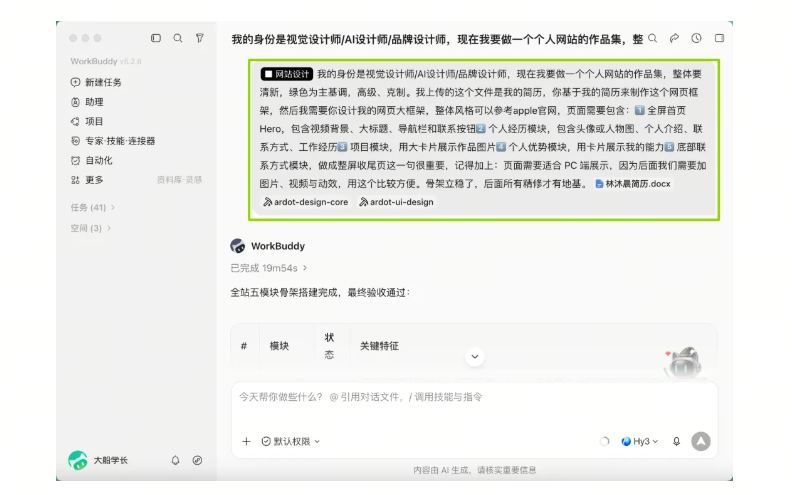 我的身份是视觉设计师/AI设计师/品牌设计师，现在我要做一个个人网站的作品集，整
WorkBuddy v5.2.8
新建任务
助理
项目
专家·技能·连接器
自动化
更多
资料库·灵感
任务 (41) >
空间 (3) >
网站设计 我的身份是视觉设计师/AI设计师/品牌设计师，现在我要做一个个人网站的作品集，整体要
清新，绿色为主基调，高级、克制。我上传的这个文件是我的简历，你基于我的简历来制作这个网页框
架，然后我需要你设计我的网页大框架，整体风格可以参考apple官网，页面需要包含：1️⃣ 全屏首页
Hero，包含视频背景、大标题、导航栏和联系按钮2️⃣ 个人经历模块，包含头像或人物图、个人介绍、联
系方式、工作经历3️⃣ 项目模块，用大卡片展示作品图片4️⃣ 个人优势模块，用卡片展示我的能力5️⃣ 底部联
系方式模块，做成整屏收尾页这一句很重要，记得加上：页面需要适合 PC 端展示，因为后面我们需要加
图片、视频与动效，用这个比较方便。骨架立稳了，后面所有精修才有地基。 林沐晨简历.docx
ardot-design-core ardot-ui-design
WorkBuddy
已完成 19m54s >
全站五模块骨架搭建完成，最终验收通过：
# 模块 状态 关键特征
今天帮你做些什么？ @ 引用对话文件，/ 调用技能与指令
默认权限
Hy3
大船学长
内容由 AI 生成，请核实重要信息